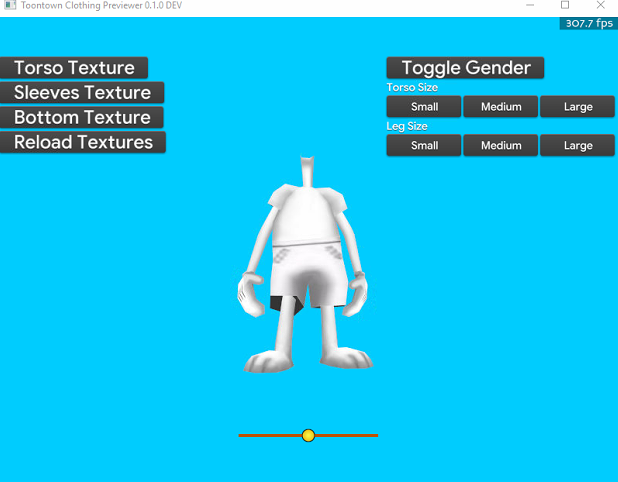 Toontown Clothing Previewer 0.1.0 DEV
307.7 fps
Torso Texture
Sleeves Texture
Bottom Texture
Reload Textures
Toggle Gender
Torso Size
Small Medium Large
Leg Size
Small Medium Large